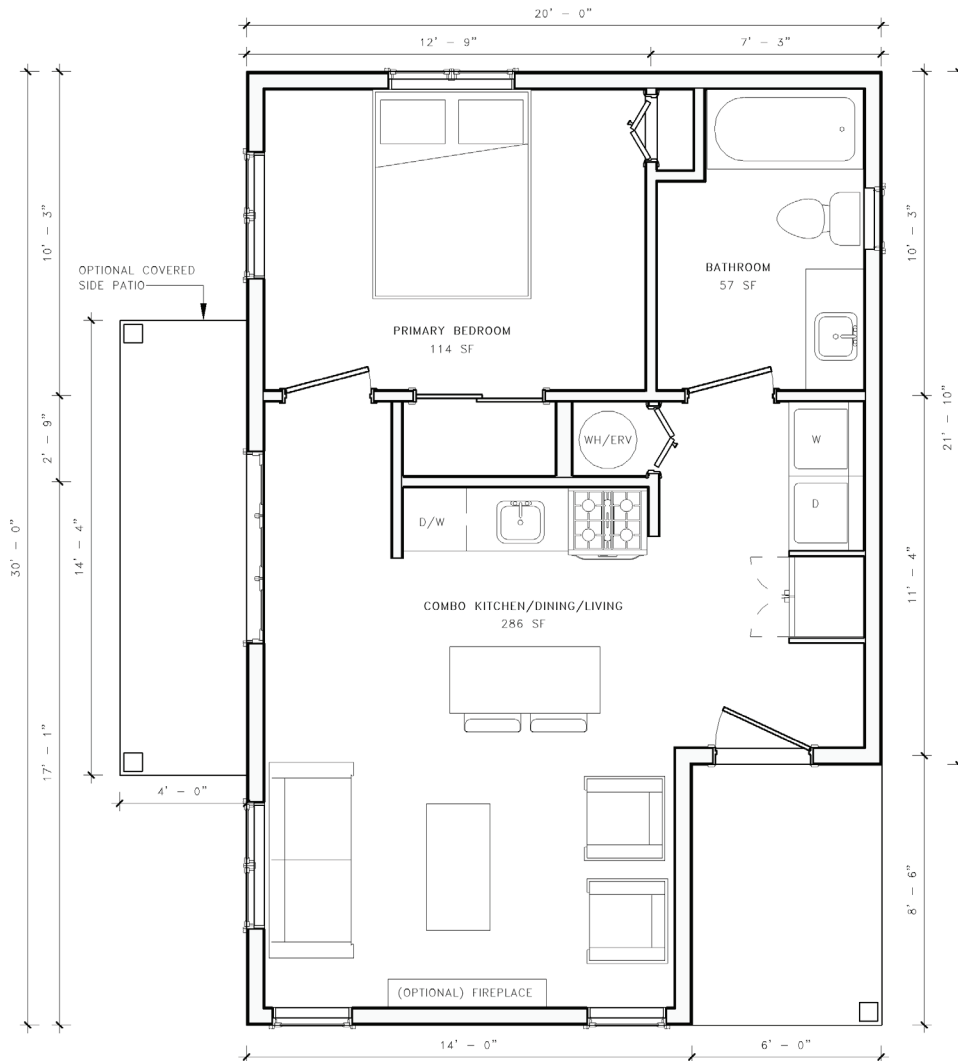 20' - 0"
12' - 9"
7' - 3"
10' - 3"
10' - 3"
OPTIONAL COVERED
SIDE PATIO
BATHROOM
57 SF
PRIMARY BEDROOM
114 SF
2' - 9"
21' - 10"
WH/ERV
W
D/W
D
30' - 0"
14' - 4"
11' - 4"
COMBO KITCHEN/DINING/LIVING
286 SF
17' - 1"
4' - 0"
8' - 6"
(OPTIONAL) FIREPLACE
14' - 0"
6' - 0"